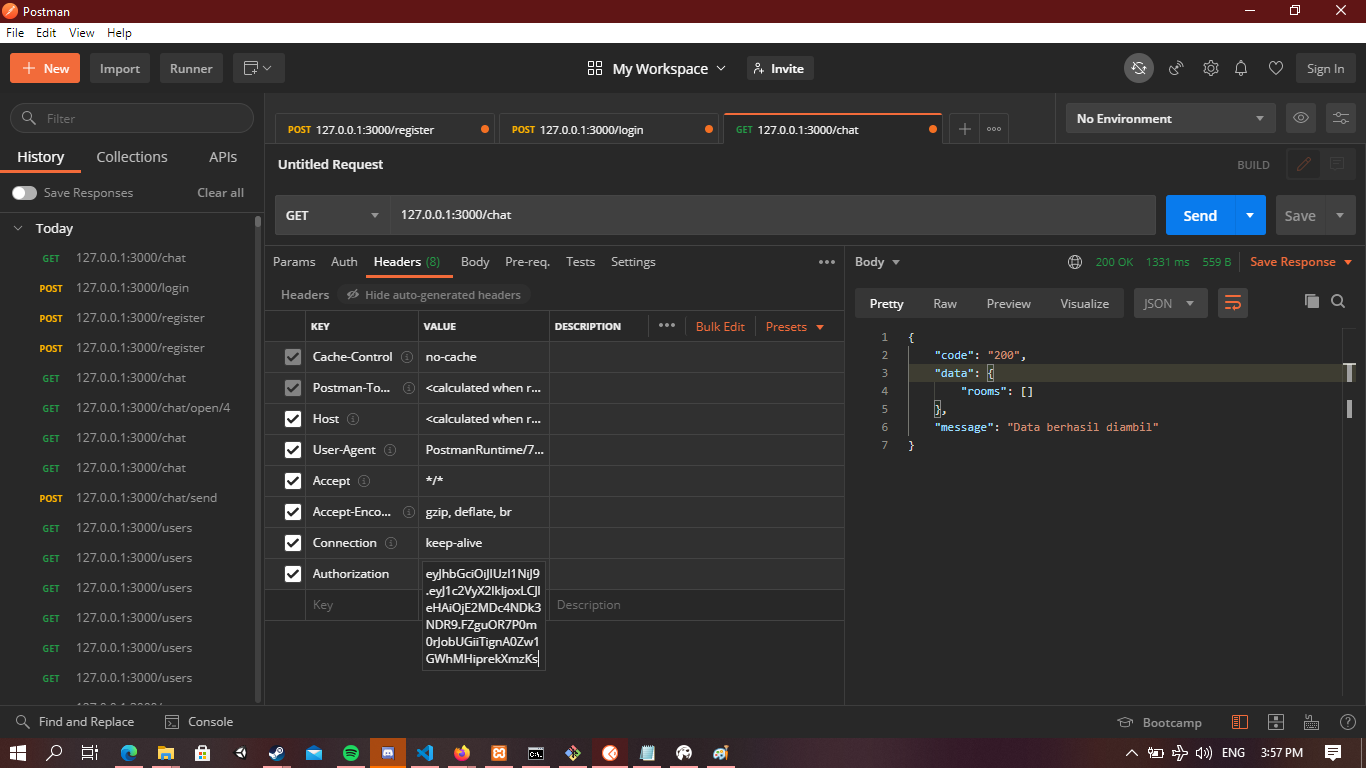 Postman
File Edit View Help
New Import Runner My Workspace Invite Sign In
Filter
History Collections APIs
Save Responses Clear all
Today
GET 127.0.0.1:3000/chat
POST 127.0.0.1:3000/login
POST 127.0.0.1:3000/register
POST 127.0.0.1:3000/register
GET 127.0.0.1:3000/chat
GET 127.0.0.1:3000/chat/open/4
GET 127.0.0.1:3000/chat
GET 127.0.0.1:3000/chat
POST 127.0.0.1:3000/chat/send
GET 127.0.0.1:3000/users
GET 127.0.0.1:3000/users
GET 127.0.0.1:3000/users
GET 127.0.0.1:3000/users
GET 127.0.0.1:3000/users
GET 127.0.0.1:3000/users
POST 127.0.0.1:3000/register POST 127.0.0.1:3000/login GET 127.0.0.1:3000/chat No Environment
Untitled Request BUILD
GET 127.0.0.1:3000/chat Send Save
Params Auth Headers (8) Body Pre-req. Tests Settings
Headers Hide auto-generated headers
KEY VALUE DESCRIPTION Bulk Edit Presets
Cache-Control no-cache
Postman-To... <calculated when r...
Host <calculated when r...
User-Agent PostmanRuntime/7...
Accept */*
Accept-Enco... gzip, deflate, br
Connection keep-alive
Authorization
eyJhbGciOiJIUzI1NiJ9
.eyJ1c2VyX2lkIjoxLCJl
eHAiOjE2MDc4NDk3
NDR9.FZguOR7P0m
0rJobUGiiTignA0Zw1
GWhMHiprekXmzKs
Key Description
Body 200 OK 1331 ms 559 B Save Response
Pretty Raw Preview Visualize JSON
1 {
2 "code": "200",
3 "data": {
4 "rooms": []
5 },
6 "message": "Data berhasil diambil"
7 }
Find and Replace Console Bootcamp
ENG 3:57 PM